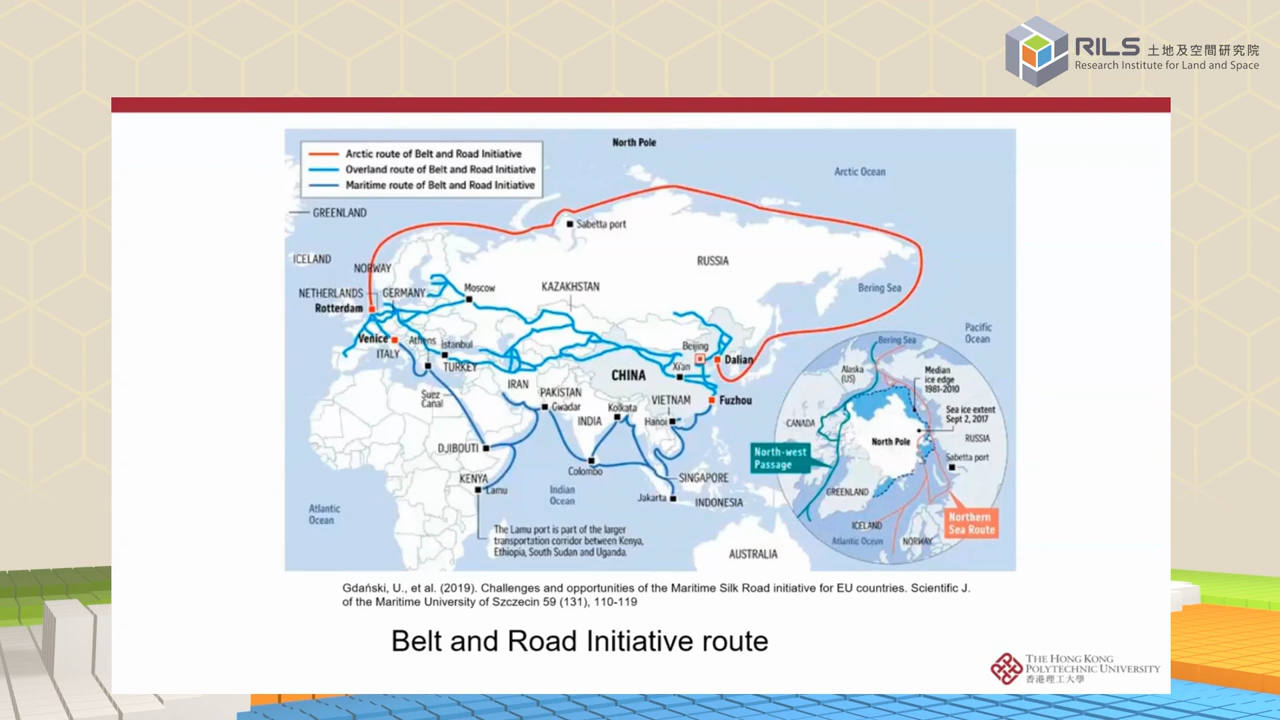 RILS 土地及空間研究院
Research Institute for Land and Space
North Pole
Arctic route of Belt and Road Initiative
Overland route of Belt and Road Initiative
Maritime route of Belt and Road Initiative
Arctic Ocean
GREENLAND
Sabetta port
ICELAND
NORWAY
RUSSIA
Bering Sea
NETHERLANDS
GERMANY
Moscow
KAZAKHSTAN
Rotterdam
Pacific
Ocean
Venice
Athens
Istanbul
ITALY
TURKEY
Beijing
Dalian
Xi'an
CHINA
IRAN
PAKISTAN
Gwadar
Suez
Canal
VIETNAM
Fuzhou
Kolkata
INDIA
Hanoi
DJIBOUTI
Colombo
KENYA
Lamu
SINGAPORE
Jakarta
INDONESIA
Indian
Ocean
Atlantic
Ocean
The Lamu port is part of the larger
transportation corridor between Kenya,
Ethiopia, South Sudan and Uganda.
AUSTRALIA
Bering Sea
Alaska
(US)
Median
ice edge
1981-2010
Sea ice extent
Sept 2, 2017
CANADA
North Pole
RUSSIA
Sabetta port
North-west
Passage
GREENLAND
Northern
Sea Route
ICELAND
Atlantic Ocean
NORWAY
Gdański, U., et al. (2019). Challenges and opportunities of the Maritime Silk Road initiative for EU countries. Scientific J.
of the Maritime University of Szczecin 59 (131), 110-119
Belt and Road Initiative route
THE HONG KONG
POLYTECHNIC UNIVERSITY
香港理工大學